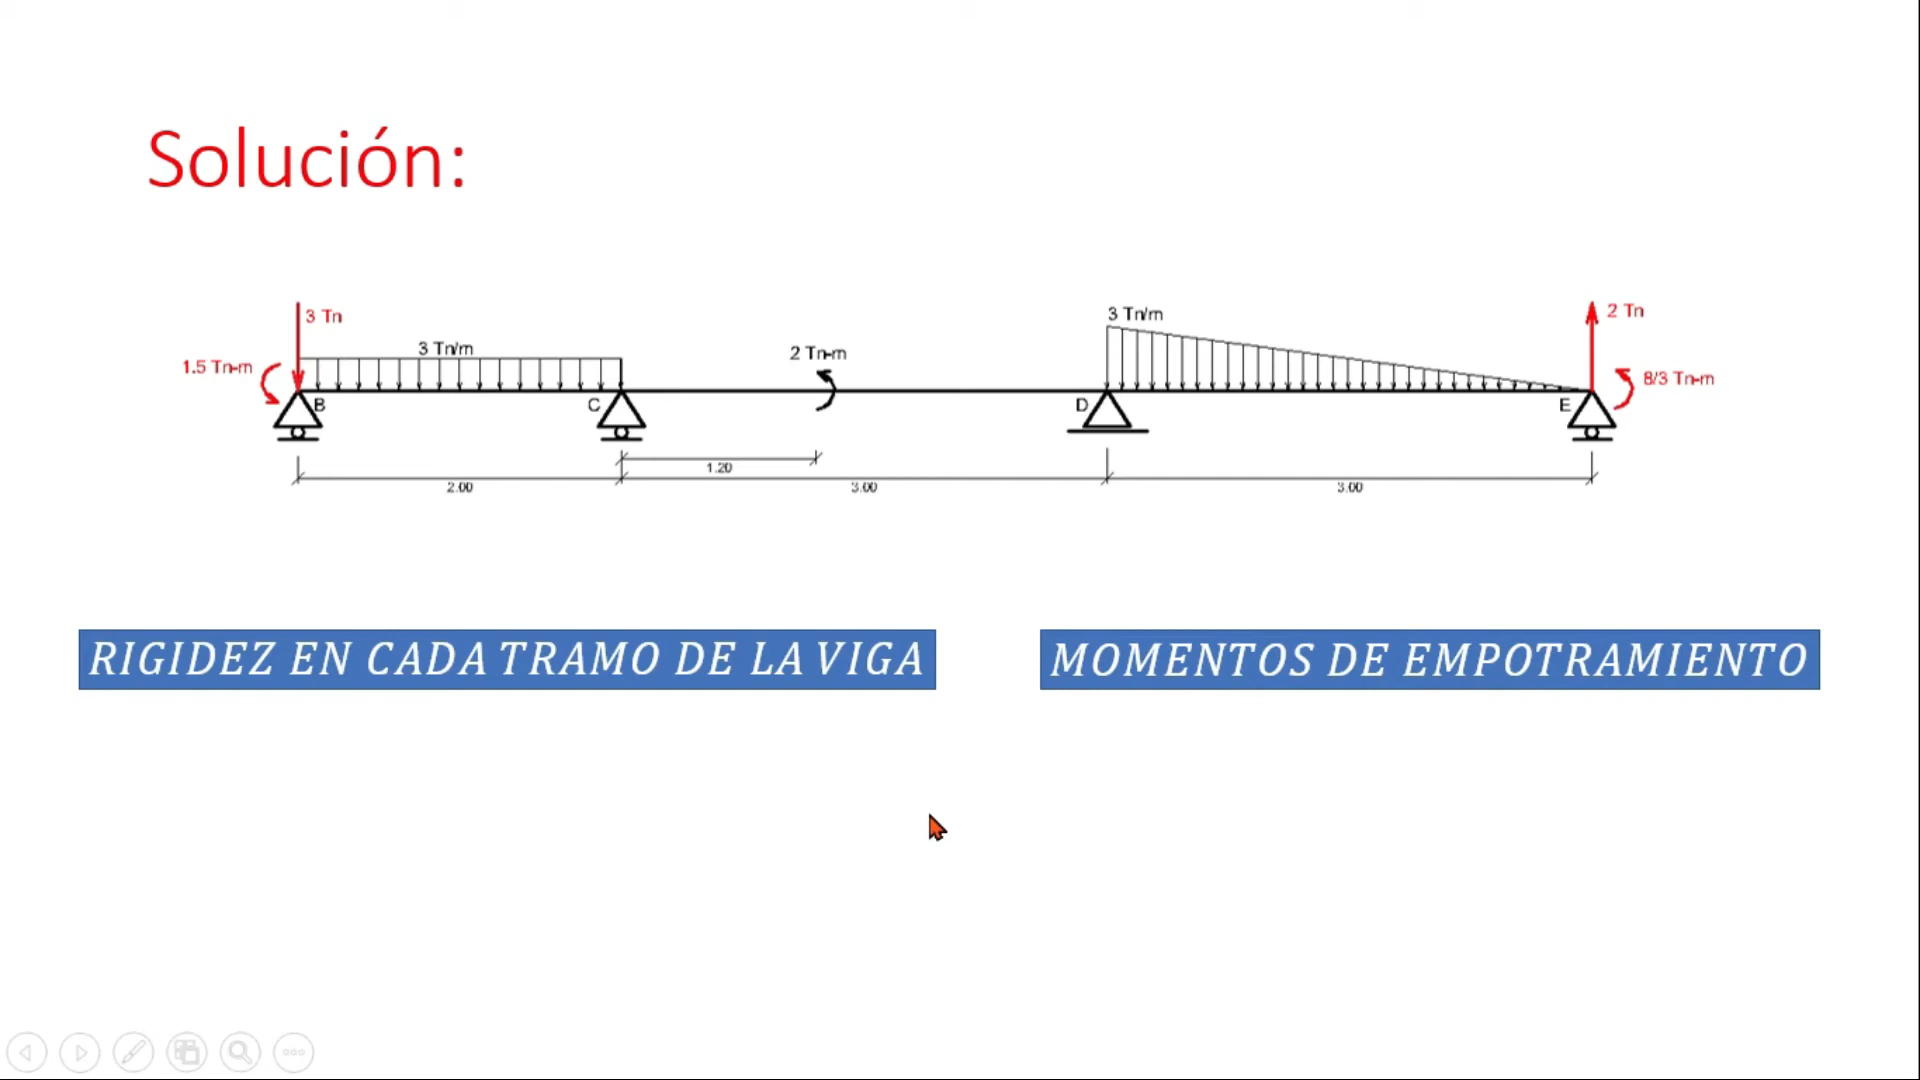 Solución:
3 Tn
3 Tn/m
1.5 Tn-m
2 Tn-m
3 Tn/m
2 Tn
8/3 Tn-m
B
C
D
E
1.20
2.00
3.00
3.00
RIGIDEZ EN CADA TRAMO DE LA VIGA
MOMENTOS DE EMPOTRAMIENTO